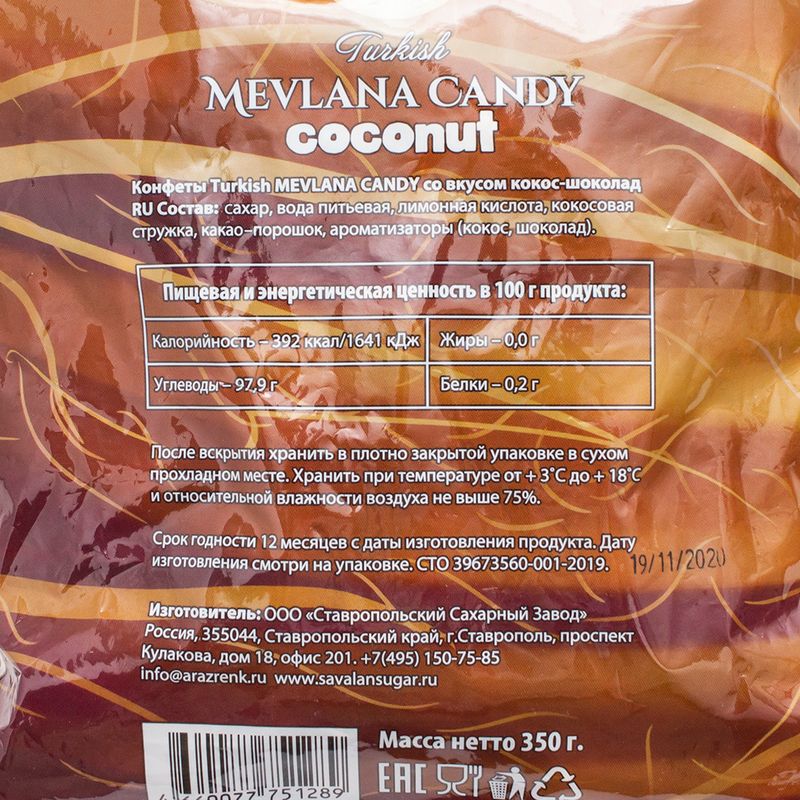 Turkish
MEVLANA CANDY
coconut
Конфеты Turkish MEVLANA CANDY со вкусом кокос-шоколад
RU Состав: сахар, вода питьевая, лимонная кислота, кокосовая
стружка, какао-порошок, ароматизаторы (кокос, шоколад).
Пищевая и энергетическая ценность в 100 г продукта:
Калорийность – 392 ккал/1641 кДж
Жиры – 0,0 г
Углеводы – 97,9 г
Белки – 0,2 г
После вскрытия хранить в плотно закрытой упаковке в сухом
прохладном месте. Хранить при температуре от + 3°C до + 18°C
и относительной влажности воздуха не выше 75%.
Срок годности 12 месяцев с даты изготовления продукта. Дату
изготовления смотри на упаковке. СТО 39673560-001-2019.
19/11/2020
Изготовитель: ООО «Ставропольский Сахарный Завод»
Россия, 355044, Ставропольский край, г.Ставрополь, проспект
Кулакова, дом 18, офис 201. +7(495) 150-75-85
info@arazrenk.ru www.savalansugar.ru
Масса нетто 350 г.
EAC
4 660077 751289